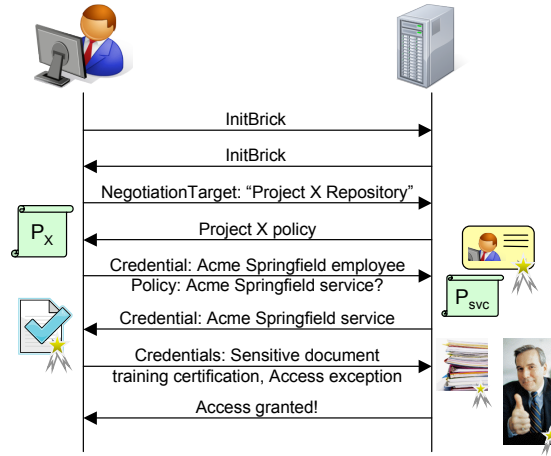 InitBrick
InitBrick
NegotiationTarget: “Project X Repository”
Project X policy
PX
Credential: Acme Springfield employee
Policy: Acme Springfield service?
Psvc
Credential: Acme Springfield service
Credentials: Sensitive document
training certification, Access exception
Access granted!